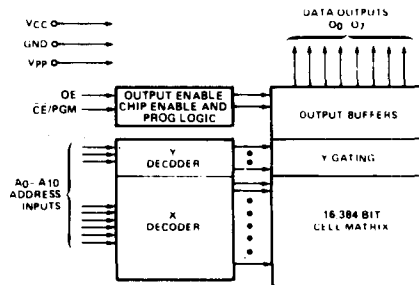 VCC
GND
VPP
DATA OUTPUTS
O0 O7
OE
CE/PGM
OUTPUT ENABLE
CHIP ENABLE AND
PROG LOGIC
OUTPUT BUFFERS
A0- A10
ADDRESS
INPUTS
Y
DECODER
Y GATING
X
DECODER
16,384 BIT
CELL MATRIX